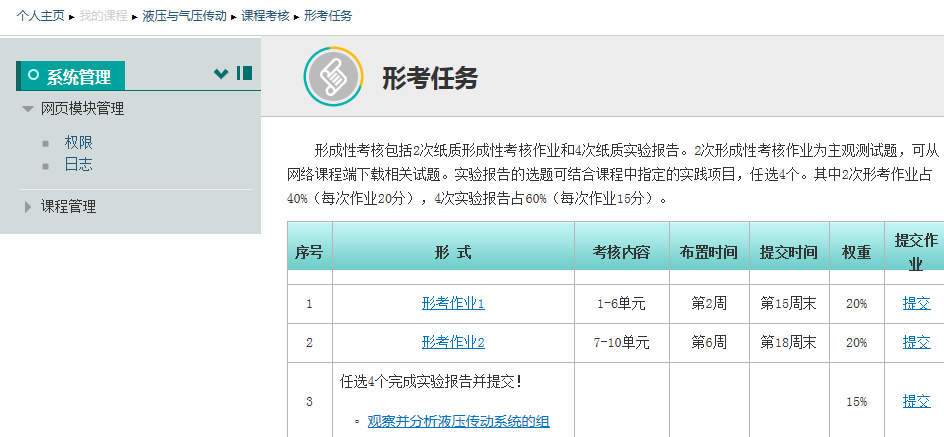 个人主页 ▸ 我的课程 ▸ 液压与气压传动 ▸ 课程考核 ▸ 形考任务
系统管理
网页模块管理
权限
日志
课程管理
形考任务
形成性考核包括2次纸质形成性考核作业和4次纸质实验报告。2次形成性考核作业为主观测试题，可从
网络课程端下载相关试题。实验报告的选题可结合课程中指定的实践项目，任选4个。其中2次形考作业占
40%（每次作业20分），4次实验报告占60%（每次作业15分）。
序号 形 式 考核内容 布置时间 提交时间 权重 提交作
业
1 形考作业1 1-6单元 第2周 第15周末 20% 提交
2 形考作业2 7-10单元 第6周 第18周末 20% 提交
任选4个完成实验报告并提交！
3 15% 提交
观察并分析液压传动系统的组